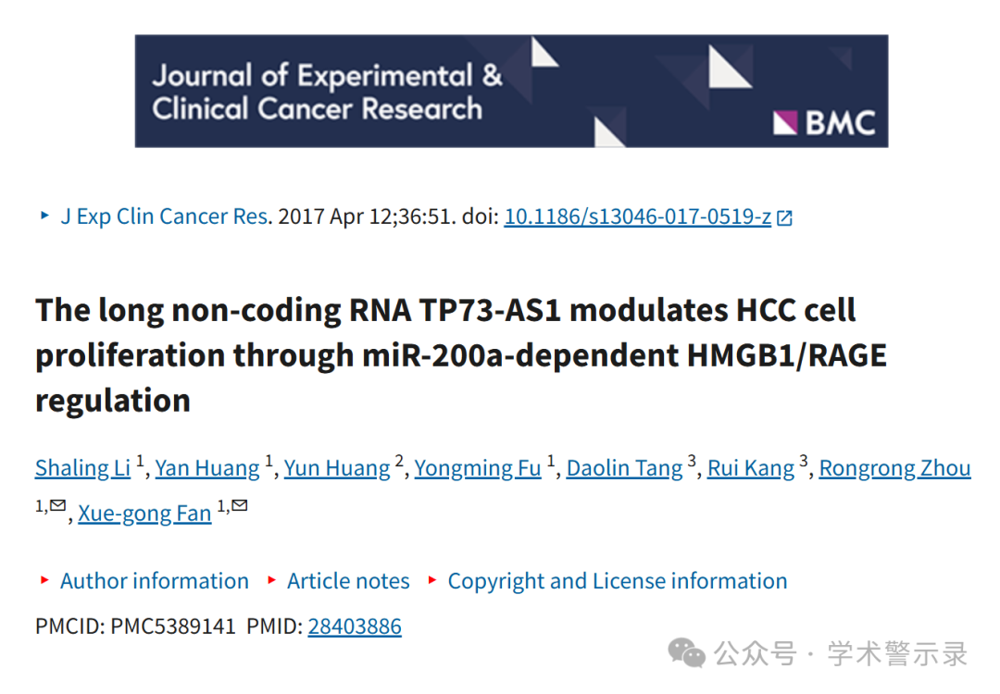 Journal of Experimental &
Clinical Cancer Research
BMC
J Exp Clin Cancer Res. 2017 Apr 12;36:51. doi: 10.1186/s13046-017-0519-z
The long non-coding RNA TP73-AS1 modulates HCC cell
proliferation through miR-200a-dependent HMGB1/RAGE
regulation
Shaling Li 1, Yan Huang 1, Yun Huang 2, Yongming Fu 1, Daolin Tang 3, Rui Kang 3, Rongrong Zhou
1,✉, Xue-gong Fan 1,✉
Author information Article notes Copyright and License information
PMCID: PMC5389141 PMID: 28403886
公众号 · 学术警示录